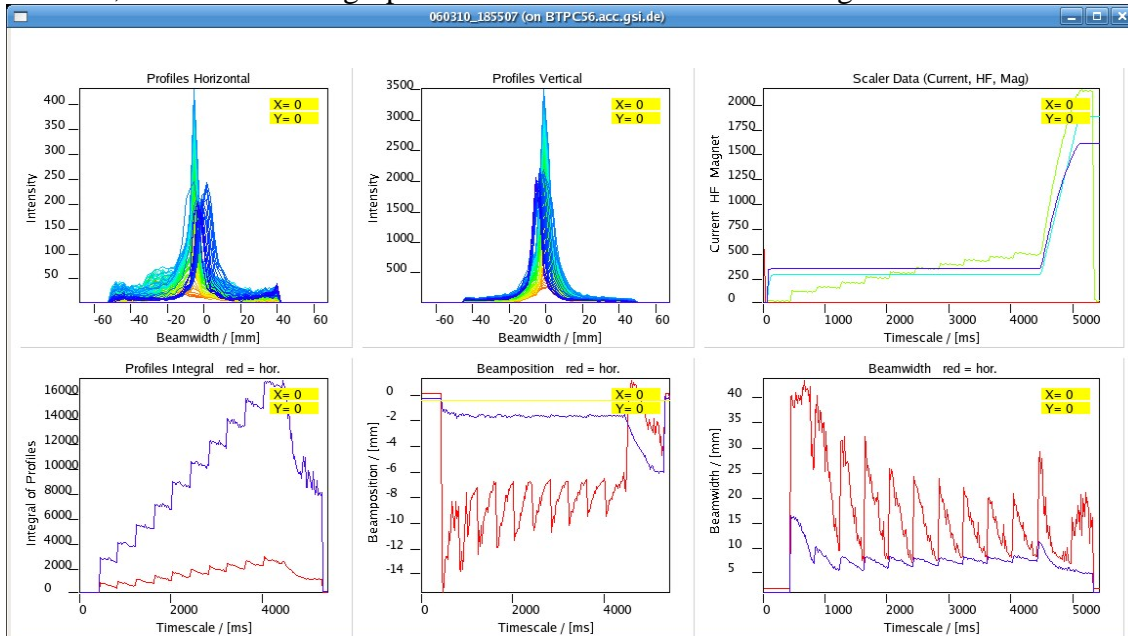 060310_185507 (on BTPC56.acc.gsi.de)
Profiles Horizontal
X= 0
Y= 0
400
350
300
250
200
150
100
50
Intensity
-60 -40 -20 0 20 40 60
Beamwidth / [mm]
Profiles Vertical
X= 0
Y= 0
3500
3000
2500
2000
1500
1000
500
Intensity
-60 -40 -20 0 20 40 60
Beamwidth / [mm]
Scaler Data (Current, HF, Mag)
X= 0
Y= 0
2000
1750
1500
1250
1000
750
500
250
0
Current HF Magnet
0 1000 2000 3000 4000 5000
Timescale / [ms]
Profiles Integral red = hor.
X= 0
Y= 0
16000
14000
12000
10000
8000
6000
4000
2000
0
Integral of Profiles
0 2000 4000
Timescale / [ms]
Beamposition red = hor.
X= 0
Y= 0
0
-2
-4
-6
-8
-10
-12
-14
Beamposition / [mm]
0 2000 4000
Timescale / [ms]
Beamwidth red = hor.
X= 0
Y= 0
40
35
30
25
20
15
10
5
Beamwidth / [mm]
0 1000 2000 3000 4000 5000
Timescale / [ms]